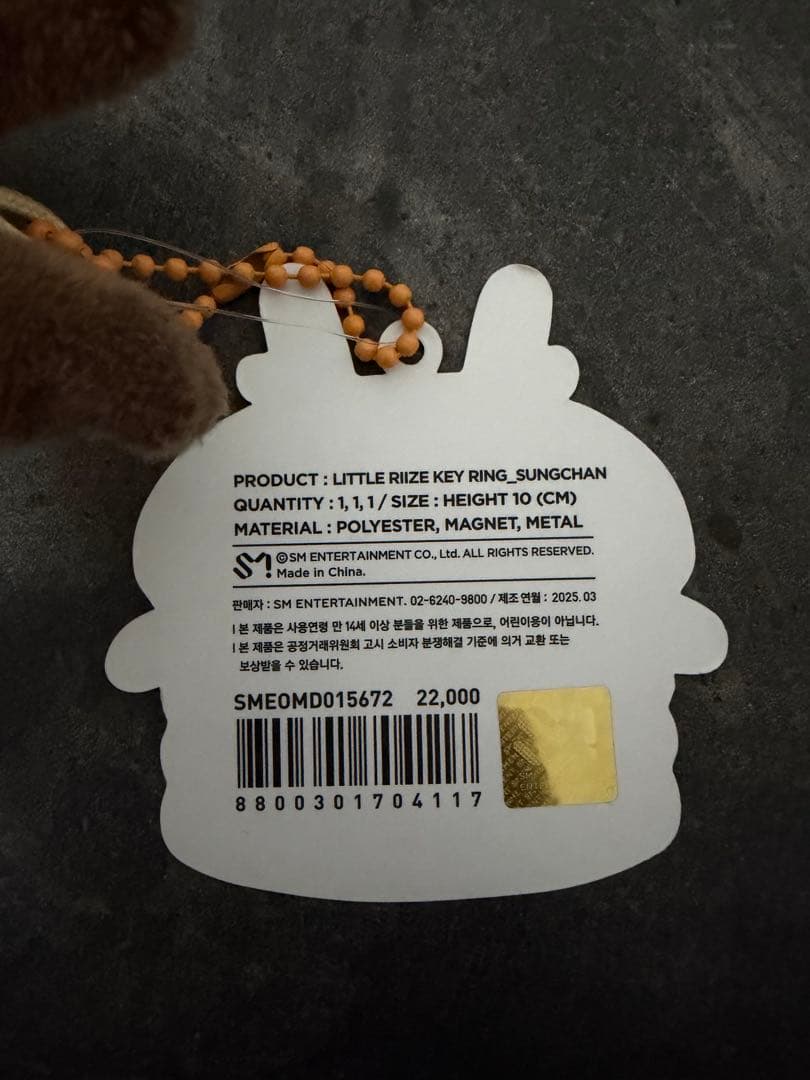 PRODUCT : LITTLE RIIZE KEY RING_SUNGCHAN
QUANTITY : 1, 1, 1 / SIZE : HEIGHT 10 (CM)
MATERIAL : POLYESTER, MAGNET, METAL
SM! ©SM ENTERTAINMENT CO., Ltd. ALL RIGHTS RESERVED.
Made in China.
판매자 : SM ENTERTAINMENT. 02-6240-9800 / 제조연월 : 2025.03
l 본 제품은 사용연령 만 14세 이상 분들을 위한 제품으로, 어린이용이 아닙니다.
l 본 제품은 공정거래위원회 고시 소비자 분쟁해결 기준에 의거 교환 또는
보상받을 수 있습니다.
SMEOMD015672 22,000
8800301704117